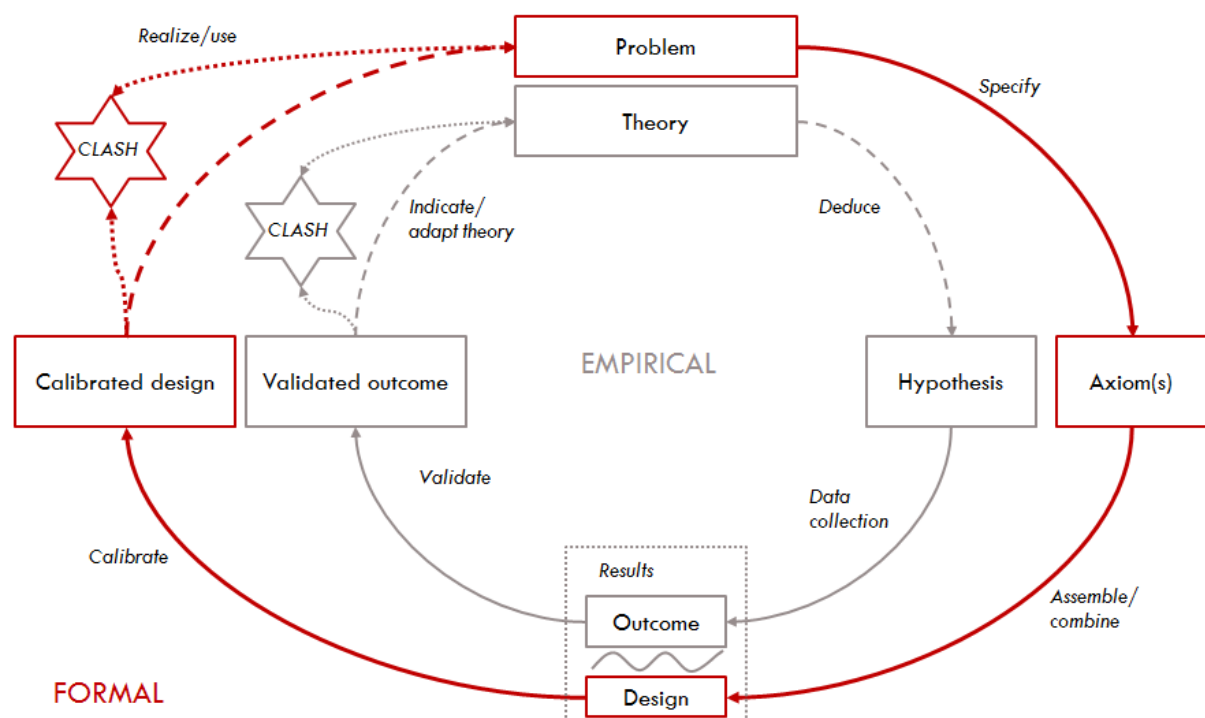 Realize/use
Problem
Specify
Theory
CLASH
Indicate/
adapt theory
Deduce
CLASH
Calibrated design
Validated outcome
EMPIRICAL
Hypothesis
Axiom(s)
Validate
Data
collection
Calibrate
Results
Outcome
Assemble/
combine
Design
FORMAL